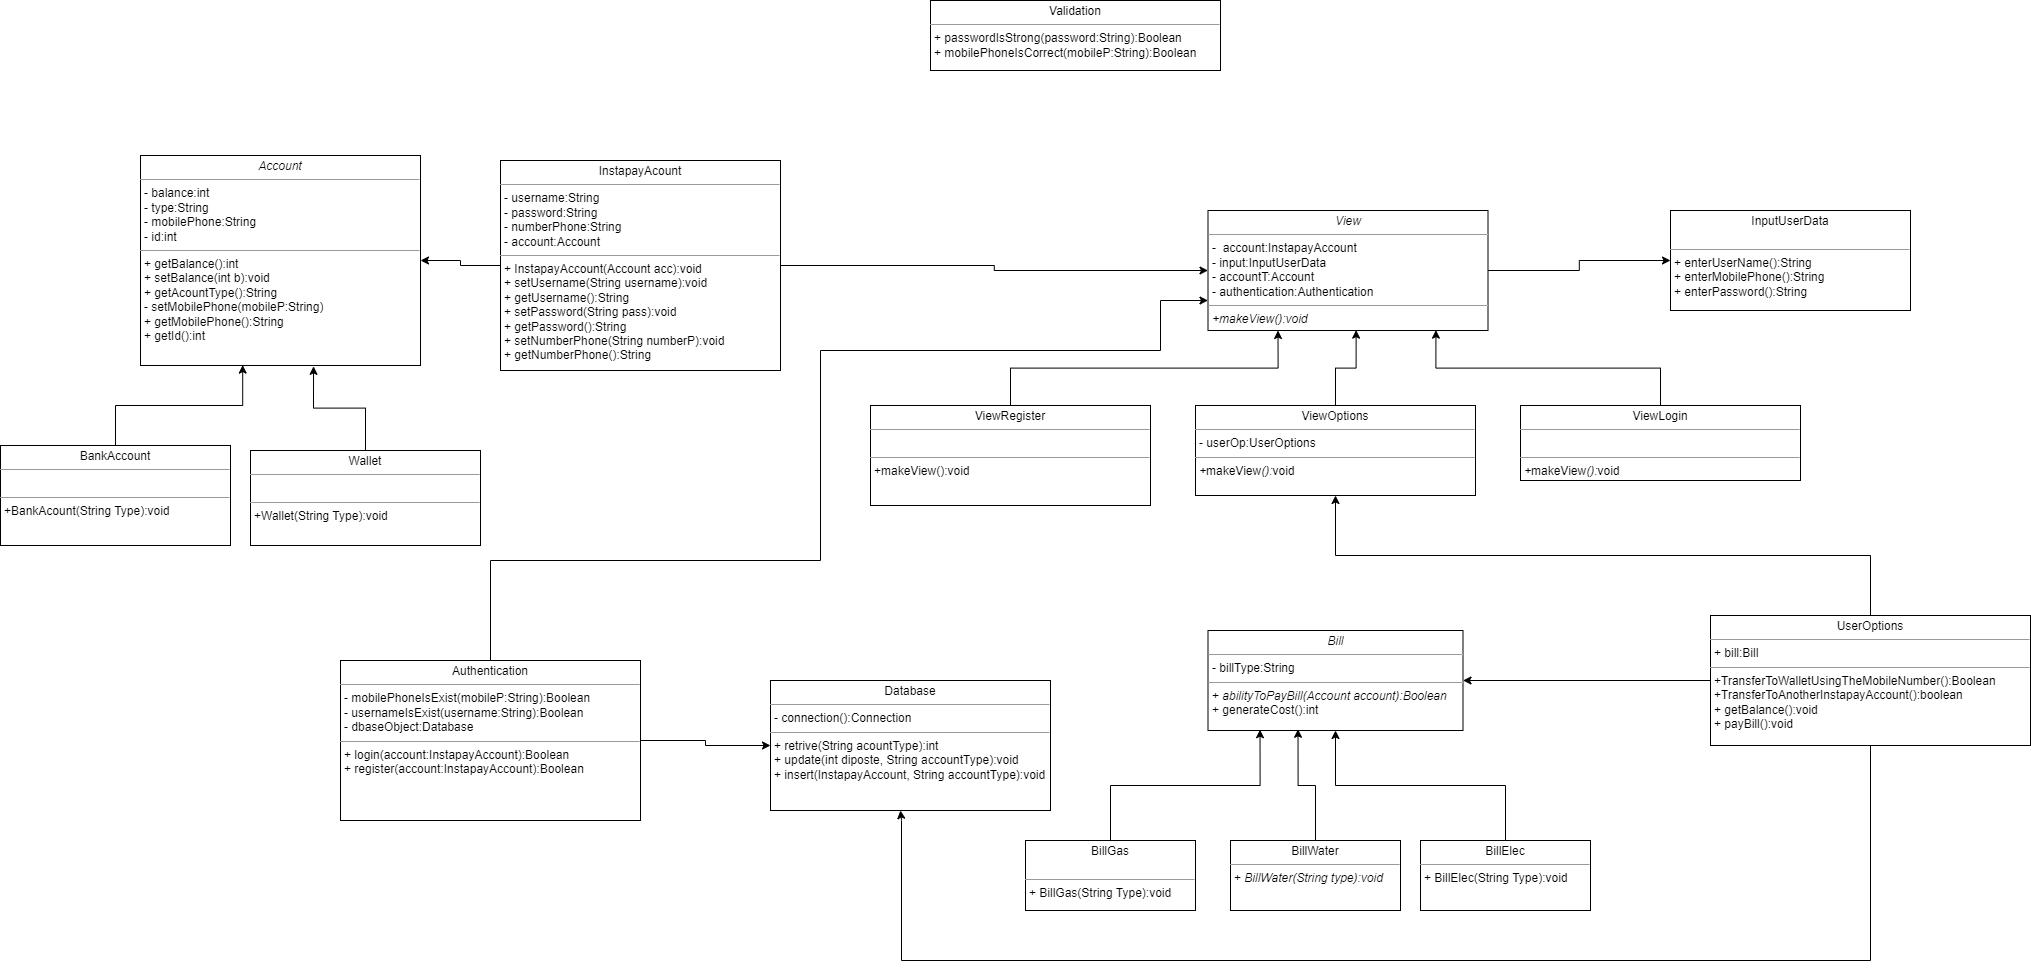 Validation
+ passwordIsStrong(password:String):Boolean
+ mobilePhoneIsCorrect(mobileP:String):Boolean
Account
- balance:int
- type:String
- mobilePhone:String
- id:int
+ getBalance():int
+ setBalance(int b):void
+ getAcountType():String
- setMobilePhone(mobileP:String)
+ getMobilePhone():String
+ getId():int
InstapayAcount
- username:String
- password:String
- numberPhone:String
- account:Account
+ InstapayAccount(Account acc):void
+ setUsername(String username):void
+ getUsername():String
+ setPassword(String pass):void
+ getPassword():String
+ setNumberPhone(String numberP):void
+ getNumberPhone():String
View
- account:InstapayAccount
- input:InputUserData
- accountT:Account
- authentication:Authentication
+makeView():void
InputUserData
+ enterUserName():String
+ enterMobilePhone():String
+ enterPassword():String
BankAccount
+BankAcount(String Type):void
Wallet
+Wallet(String Type):void
ViewRegister
+makeView():void
ViewOptions
- userOp:UserOptions
+makeView():void
ViewLogin
+makeView():void
Authentication
- mobilePhoneIsExist(mobileP:String):Boolean
- usernameIsExist(username:String):Boolean
- dbaseObject:Database
+ login(account:InstapayAccount):Boolean
+ register(account:InstapayAccount):Boolean
Database
- connection():Connection
+ retrive(String acountType):int
+ update(int diposte, String accountType):void
+ insert(InstapayAccount, String accountType):void
Bill
- billType:String
+ abilityToPayBill(Account account):Boolean
+ generateCost():int
UserOptions
+ bill:Bill
+TransferToWalletUsingTheMobileNumber():Boolean
+TransferToAnotherInstapayAccount():boolean
+ getBalance():void
+ payBill():void
BillGas
+ BillGas(String Type):void
BillWater
+ BillWater(String type):void
BillElec
+ BillElec(String Type):void